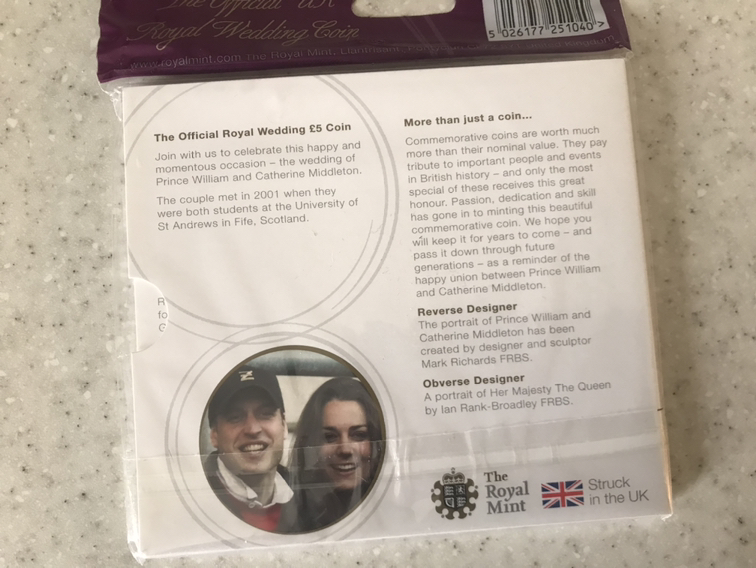 The Official UK
Royal Wedding Coin
5 026177 251040 >
www.royalmint.com The Royal Mint, Llantrisant,
The Official Royal Wedding £5 Coin
Join with us to celebrate this happy and
momentous occasion – the wedding of
Prince William and Catherine Middleton.
The couple met in 2001 when they
were both students at the University of
St Andrews in Fife, Scotland.
R
fo
G
More than just a coin...
Commemorative coins are worth much
more than their nominal value. They pay
tribute to important people and events
in British history – and only the most
special of these receives this great
honour. Passion, dedication and skill
has gone in to minting this beautiful
commemorative coin. We hope you
will keep it for years to come – and
pass it down through future
generations – as a reminder of the
happy union between Prince William
and Catherine Middleton.
Reverse Designer
The portrait of Prince William and
Catherine Middleton has been
created by designer and sculptor
Mark Richards FRBS.
Obverse Designer
A portrait of Her Majesty The Queen
by Ian Rank-Broadley FRBS.
The
Royal
Mint
Struck
in the UK